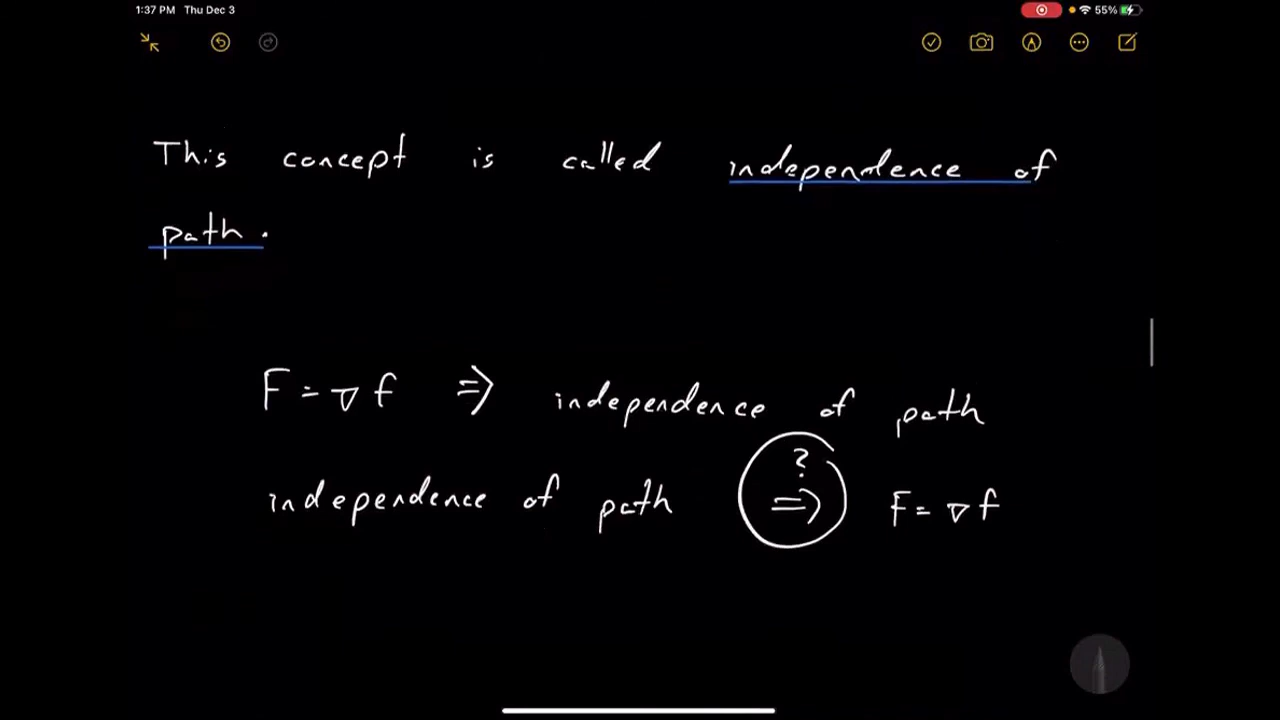 1:37 PM Thu Dec 3 55%
This concept is called independence of
path.
F = ∇f ⇒ independence of path
?
independence of path ⇒ F = ∇f